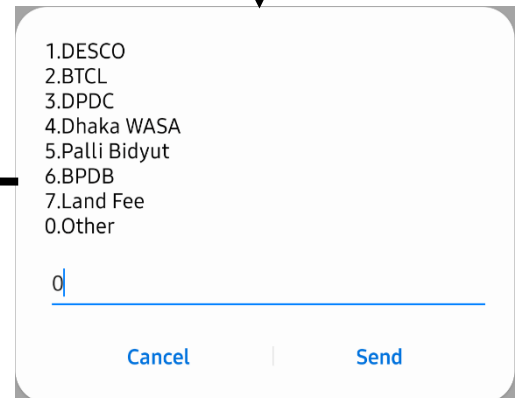 1.DESCO
2.BTCL
3.DPDC
4.Dhaka WASA
5.Palli Bidyut
6.BPDB
7.Land Fee
0.Other
0
Cancel Send